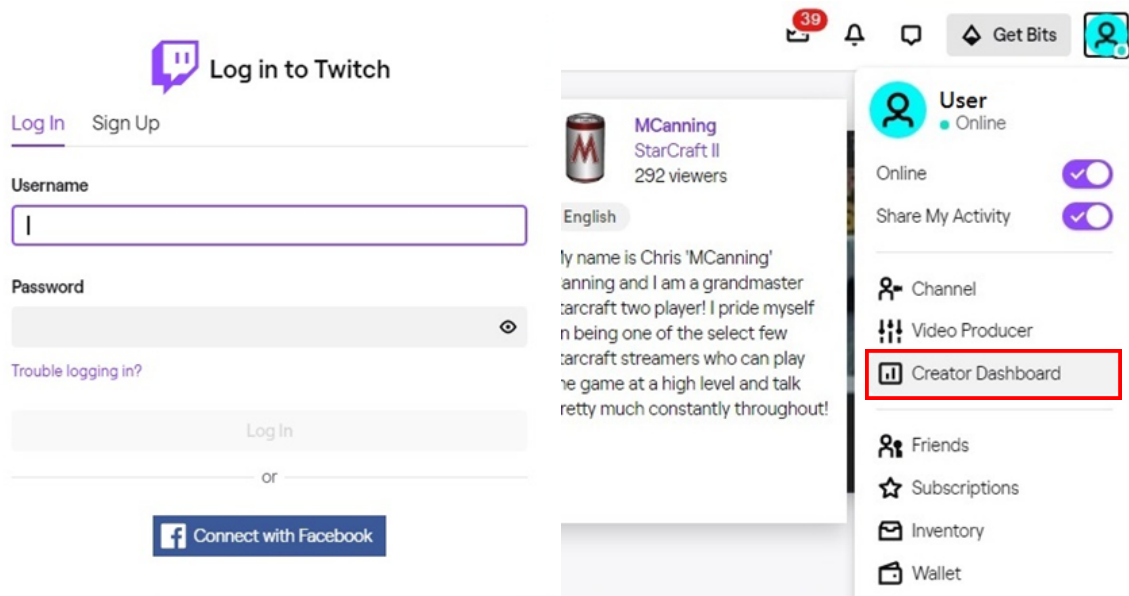 Log in to Twitch
Log In Sign Up
Username
Password
Trouble logging in?
Log In
or
Connect with Facebook
39
Get Bits
MCanning
StarCraft II
292 viewers
English
y name is Chris 'MCanning'
anning and I am a grandmaster
tarcraft two player! I pride myself
n being one of the select few
tarcraft streamers who can play
he game at a high level and talk
retty much constantly throughout!
User
Online
Online
Share My Activity
Channel
Video Producer
Creator Dashboard
Friends
Subscriptions
Inventory
Wallet